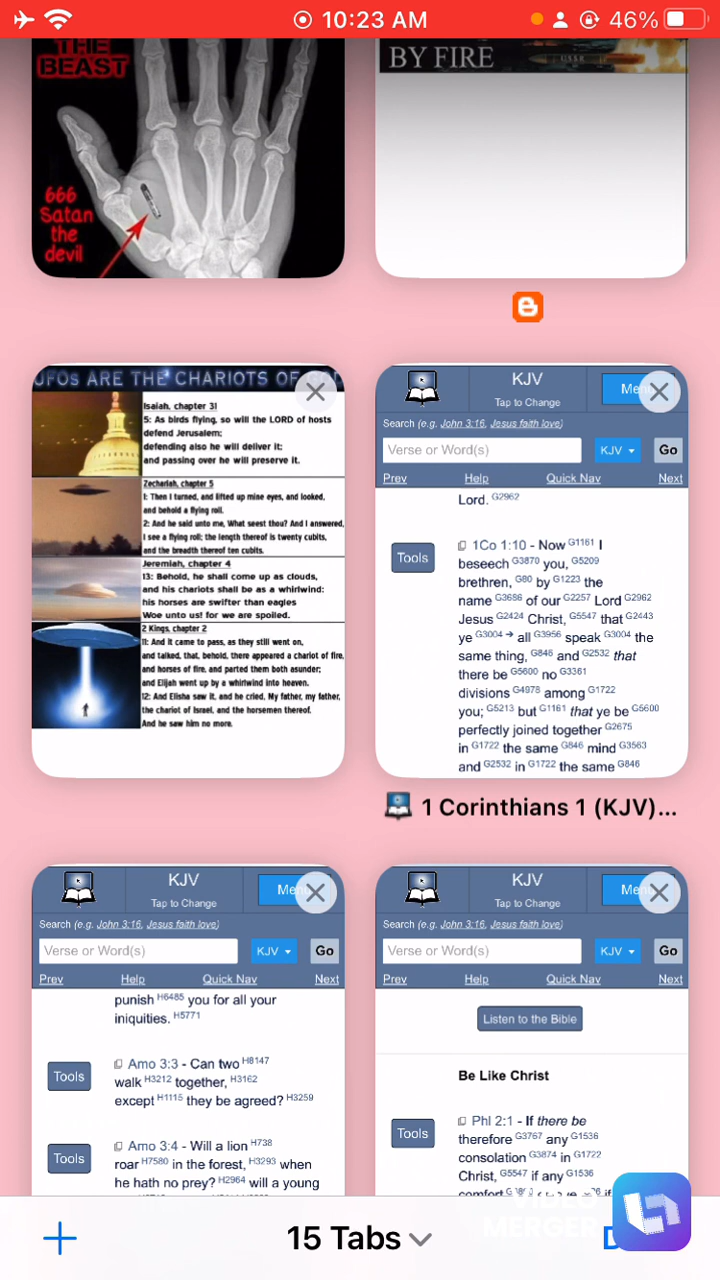 10:23 AM
46%
THE
BEAST
666
Satan
the
devil
BY FIRE
USSR
UFOs ARE THE CHARIOTS OF GOD
Isaiah, chapter 31
5: As birds flying, so will the LORD of hosts
defend Jerusalem;
defending also he will deliver it;
and passing over he will preserve it.
Zechariah, chapter 5
1: Then I turned, and lifted up mine eyes, and looked,
and behold a flying roll.
2: And he said unto me, What seest thou? And I answered,
I see a flying roll; the length thereof is twenty cubits,
and the breadth thereof ten cubits.
Jeremiah, chapter 4
13: Behold, he shall come up as clouds,
and his chariots shall be as a whirlwind:
his horses are swifter than eagles
Woe unto us! for we are spoiled.
2 Kings, chapter 2
11: And it came to pass, as they still went on,
and talked, that, behold, there appeared a chariot of fire,
and horses of fire, and parted them both asunder;
and Elijah went up by a whirlwind into heaven.
12: And Elisha saw it, and he cried, My father, my father,
the chariot of Israel, and the horsemen thereof.
And he saw him no more.
KJV
Tap to Change
Men
Search (e.g. John 3:16, Jesus faith love)
Verse or Word(s)
KJV
Go
Prev
Help
Quick Nav
Next
Lord. G2962
Tools
1Co 1:10 - Now G1161 I
beseech G3870 you, G5209
brethren, G80 by G1223 the
name G3686 of our G2257 Lord G2962
Jesus G2424 Christ, G5547 that G2443
ye G3004 → all G3956 speak G3004 the
same thing, G846 and G2532 that
there be G5600 no G3361
divisions G4978 among G1722
you; G5213 but G1161 that ye be G5600
perfectly joined together G2675
in G1722 the same G846 mind G3563
and G2532 in G1722 the same G846
1 Corinthians 1 (KJV)...
KJV
Tap to Change
Men
Search (e.g. John 3:16, Jesus faith love)
Verse or Word(s)
KJV
Go
Prev
Help
Quick Nav
Next
punish H6485 you for all your
iniquities. H5771
Tools
Amo 3:3 - Can two H8147
walk H3212 together, H3162
except H1115 they be agreed? H3259
Tools
Amo 3:4 - Will a lion H738
roar H7580 in the forest, H3293 when
he hath no prey? H2964 will a young
KJV
Tap to Change
Men
Search (e.g. John 3:16, Jesus faith love)
Verse or Word(s)
KJV
Go
Prev
Help
Quick Nav
Next
Listen to the Bible
Be Like Christ
Tools
Phl 2:1 - If there be
therefore G3767 any G1536
consolation G3874 in G1722
Christ, G5547 if any G1536
15 Tabs
VIDEO
MERGER